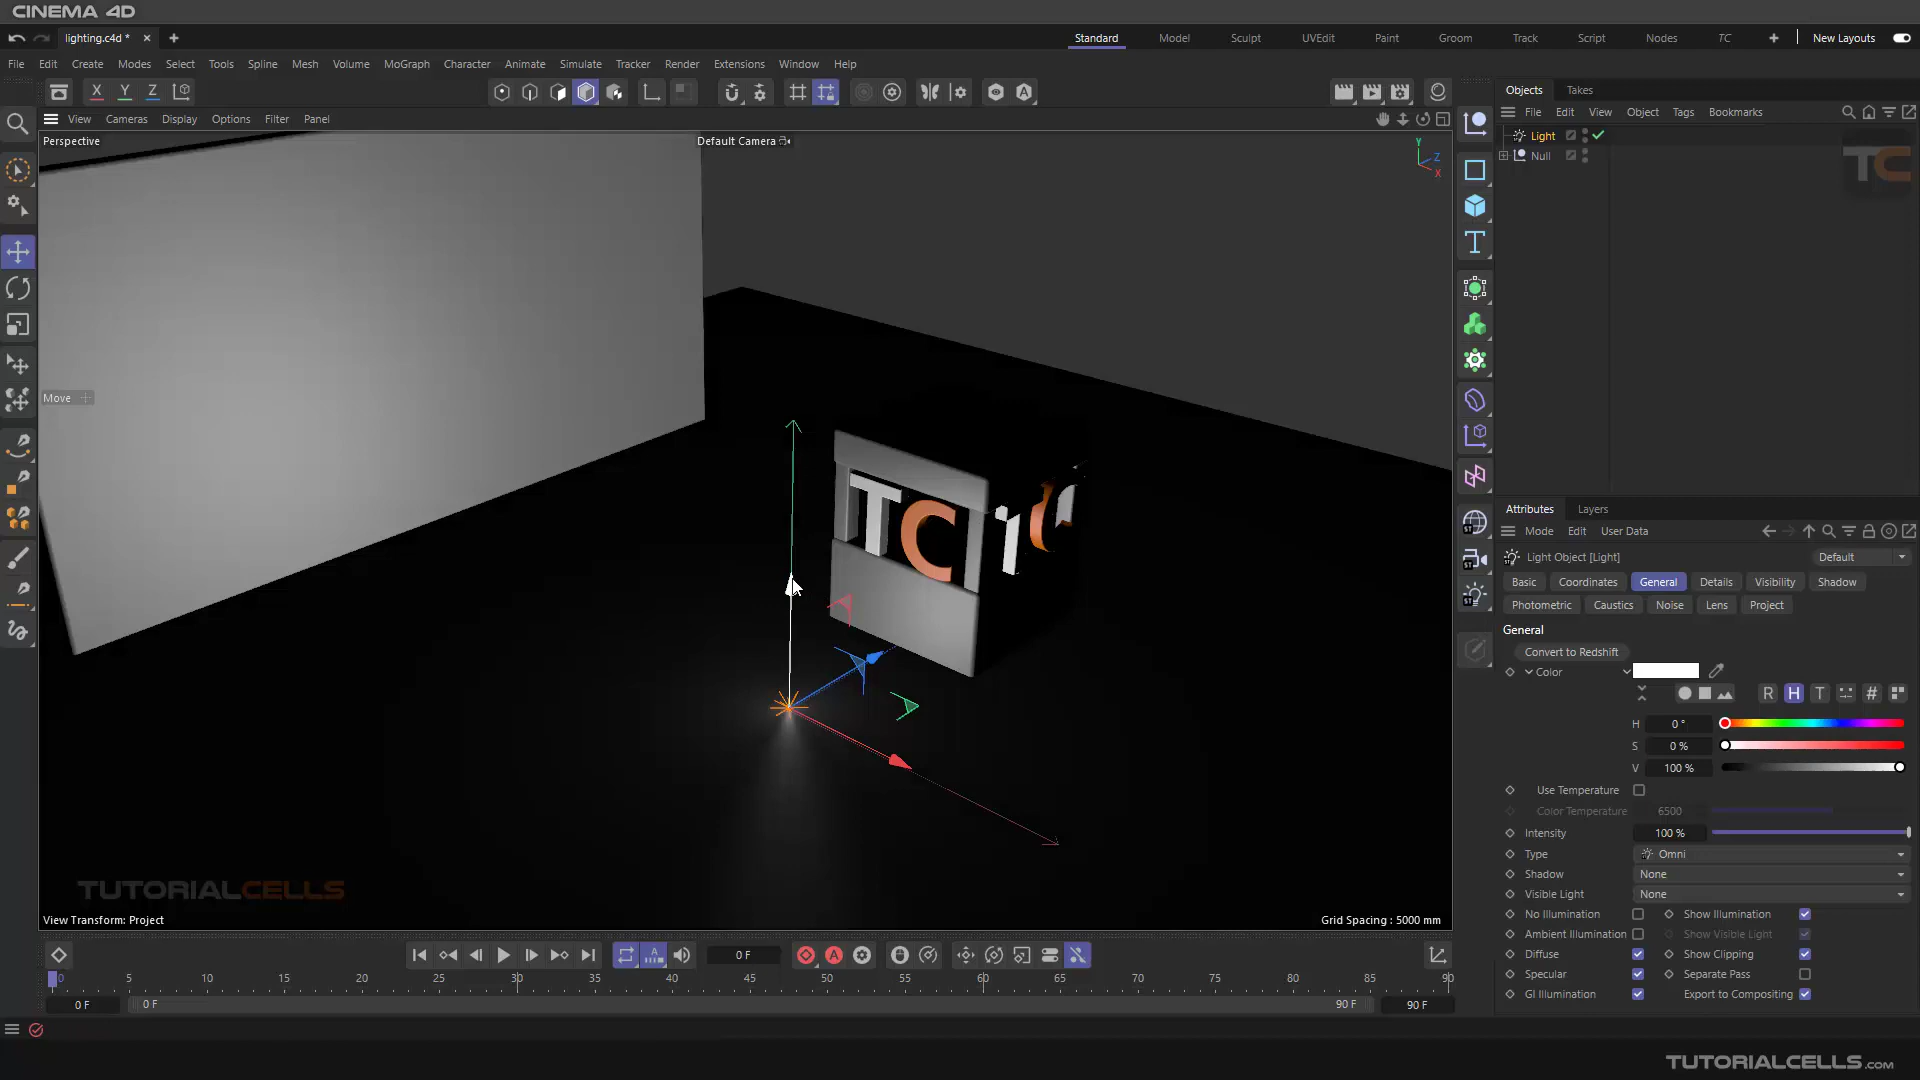 CINEMA 4D
lighting.c4d *
Standard Model Sculpt UVEdit Paint Groom Track Script Nodes TC New Layouts
File Edit Create Modes Select Tools Spline Mesh Volume MoGraph Character Animate Simulate Tracker Render Extensions Window Help
X Y Z
Objects Takes
View Cameras Display Options Filter Panel
File Edit View Object Tags Bookmarks
Perspective
Default Camera
Y
Z
X
Light
Null
TC
Move
TC
Attributes Layers
Mode Edit User Data
Light Object [Light]
Default
Basic Coordinates General Details Visibility Shadow
Photometric Caustics Noise Lens Project
General
Convert to Redshift
Color
R H T #
H 0 °
S 0 %
V 100 %
Use Temperature
Color Temperature 6500
Intensity 100 %
Type Omni
Shadow None
Visible Light None
No Illumination Show Illumination
Ambient Illumination Show Visible Light
Diffuse Show Clipping
Specular Separate Pass
GI Illumination Export to Compositing
TUTORIALCELLS
View Transform: Project
Grid Spacing : 5000 mm
0 F
0 5 10 15 20 25 30 35 40 45 50 55 60 65 70 75 80 85 90
0 F 0 F 90 F 90 F
TUTORIALCELLS.COM